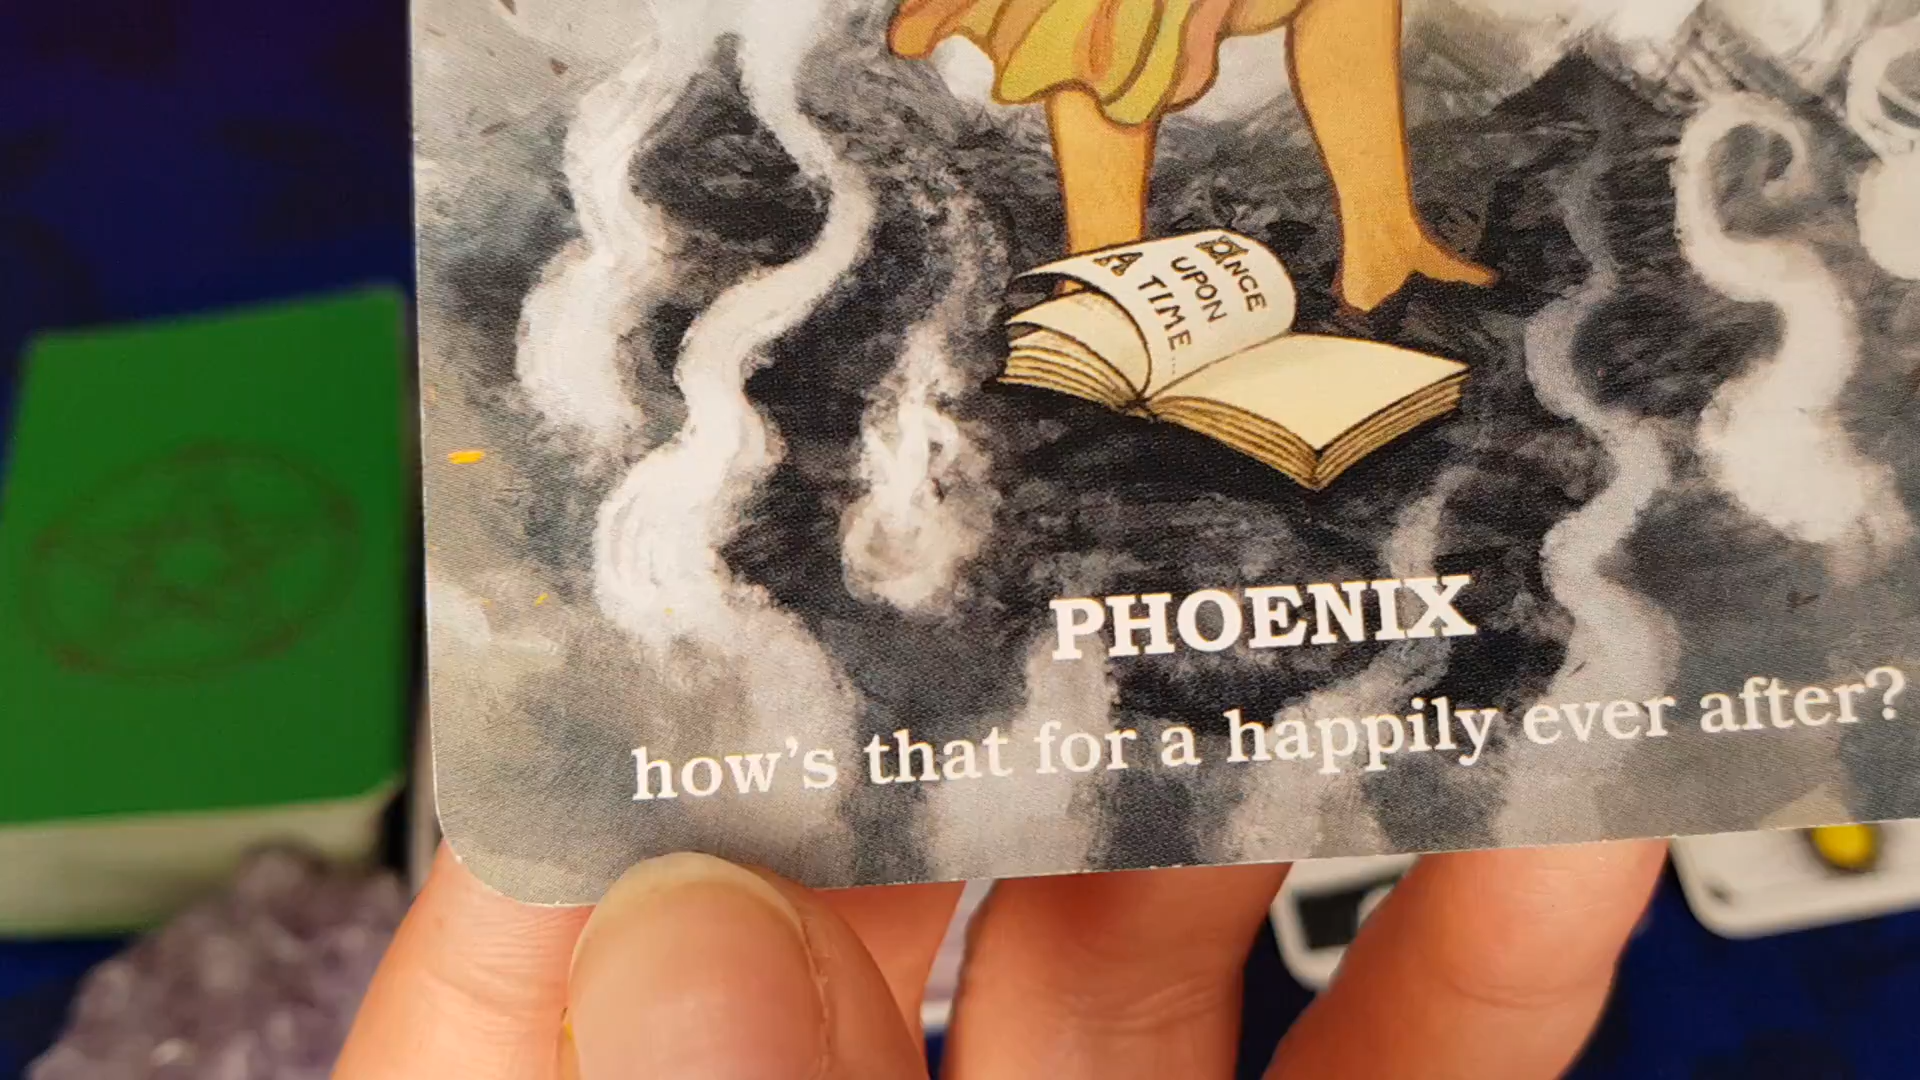 ONCE
UPON
A TIME...
PHOENIX
how's that for a happily ever after?